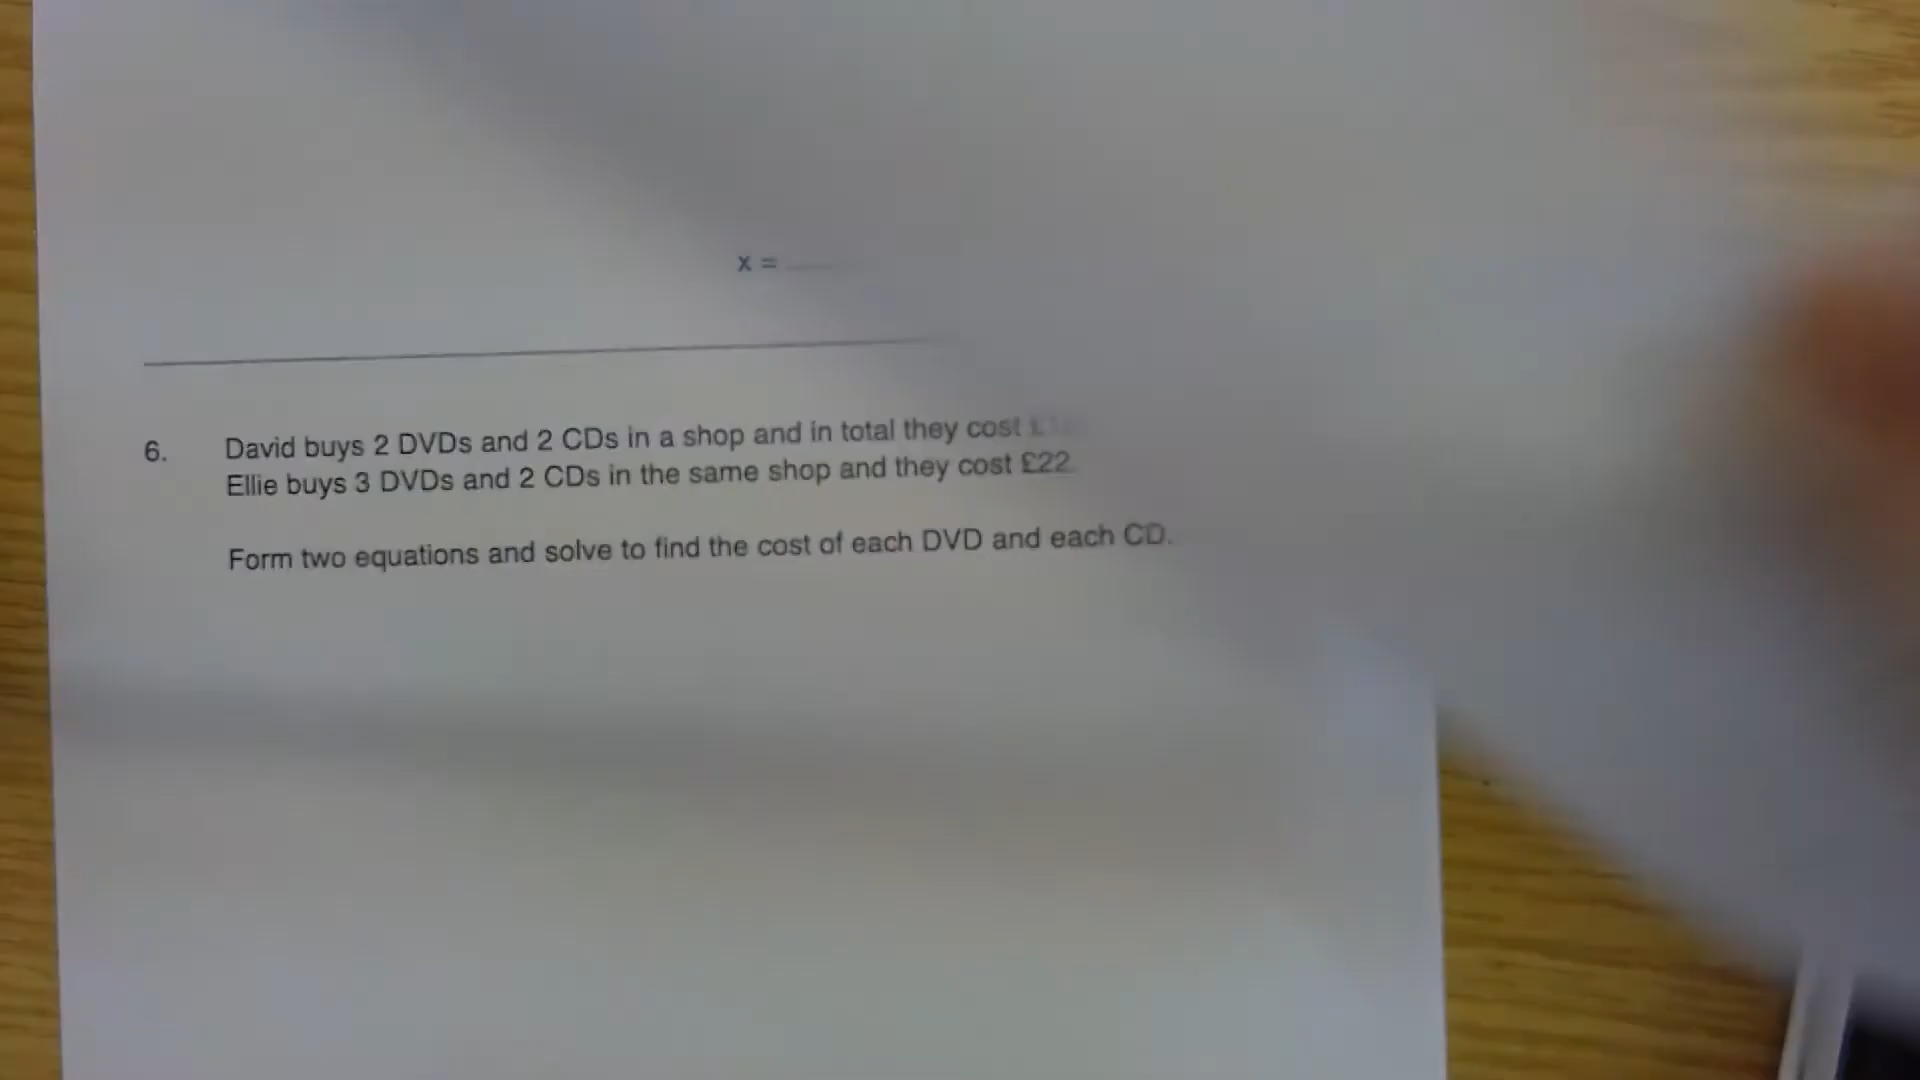 x =
6. David buys 2 DVDs and 2 CDs in a shop and in total they cost
Ellie buys 3 DVDs and 2 CDs in the same shop and they cost £22
Form two equations and solve to find the cost of each DVD and each CD.